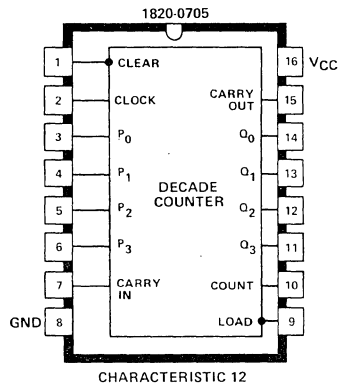 1820-0705
1 CLEAR 16 VCC
2 CLOCK CARRY OUT 15
3 P0 Q0 14
4 P1 Q1 13
DECADE COUNTER
5 P2 Q2 12
6 P3 Q3 11
7 CARRY IN COUNT 10
GND 8 LOAD 9
CHARACTERISTIC 12